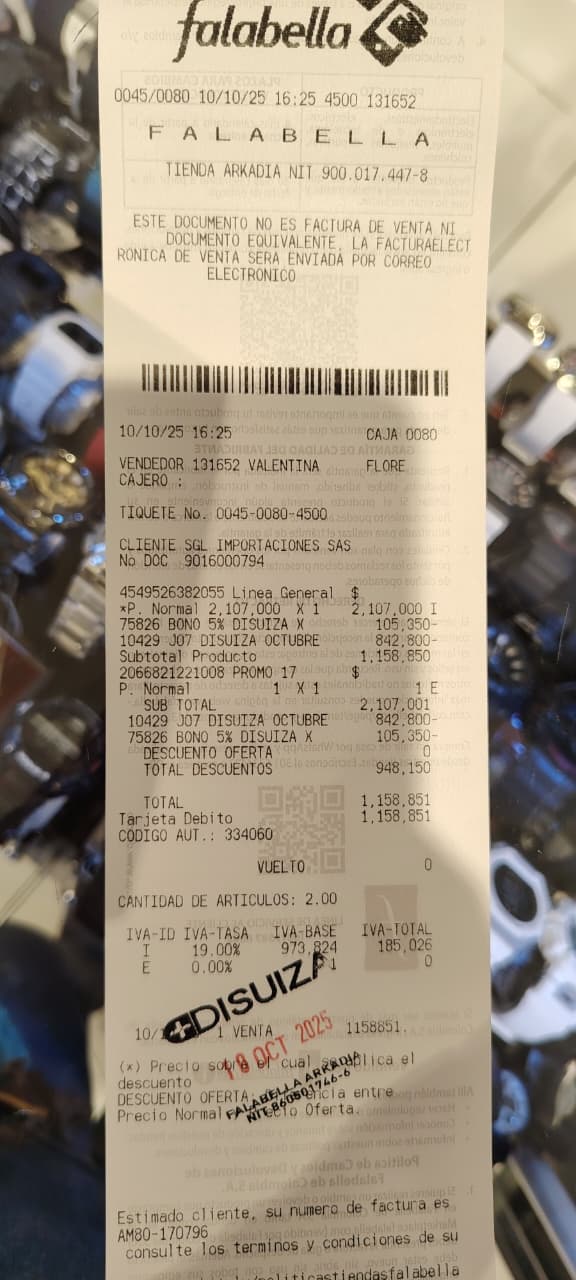 falabella
0045/0080 10/10/25 16:25 4500 131652
F A L A B E L L A
TIENDA ARKADIA NIT 900.017.447-8
ESTE DOCUMENTO NO ES FACTURA DE VENTA NI
DOCUMENTO EQUIVALENTE, LA FACTURAELECT
RONICA DE VENTA SERA ENVIADA POR CORREO
ELECTRONICO
10/10/25 16:25 CAJA 0080
VENDEDOR 131652 VALENTINA FLORE
CAJERO :
TIQUETE No. 0045-0080-4500
CLIENTE SGL IMPORTACIONES SAS
No DOC 9016000794
4549526382055 Linea General $
*P. Normal 2,107,000 X 1 2,107,000 I
75826 BONO 5% DISUIZA X 105,350-
10429 J07 DISUIZA OCTUBRE 842,800-
Subtotal Producto 1,158,850
2066821221008 PROMO 17 $
P. Normal 1 X 1 1 E
SUB TOTAL 2,107,001
10429 J07 DISUIZA OCTUBRE 842,800-
75826 BONO 5% DISUIZA X 105,350-
DESCUENTO OFERTA 0
TOTAL DESCUENTOS 948,150
TOTAL 1,158,851
Tarjeta Debito 1,158,851
CODIGO AUT.: 334060
VUELTO 0
CANTIDAD DE ARTICULOS: 2.00
IVA-ID IVA-TASA IVA-BASE IVA-TOTAL
I 19.00% 973,824 185,026
E 0.00% 1 0
DISUIZA
10/1 1 VENTA 1158851.
10 OCT 2025
(*) Precio sobre el cual se aplica el
descuento
FALABELLA ARKADIA
NIT 860501746-6
DESCUENTO OFERTA, entre
Precio Normal Precio Oferta.
Estimado cliente, su numero de factura es
AM80-170796
consulte los terminos y condiciones de su